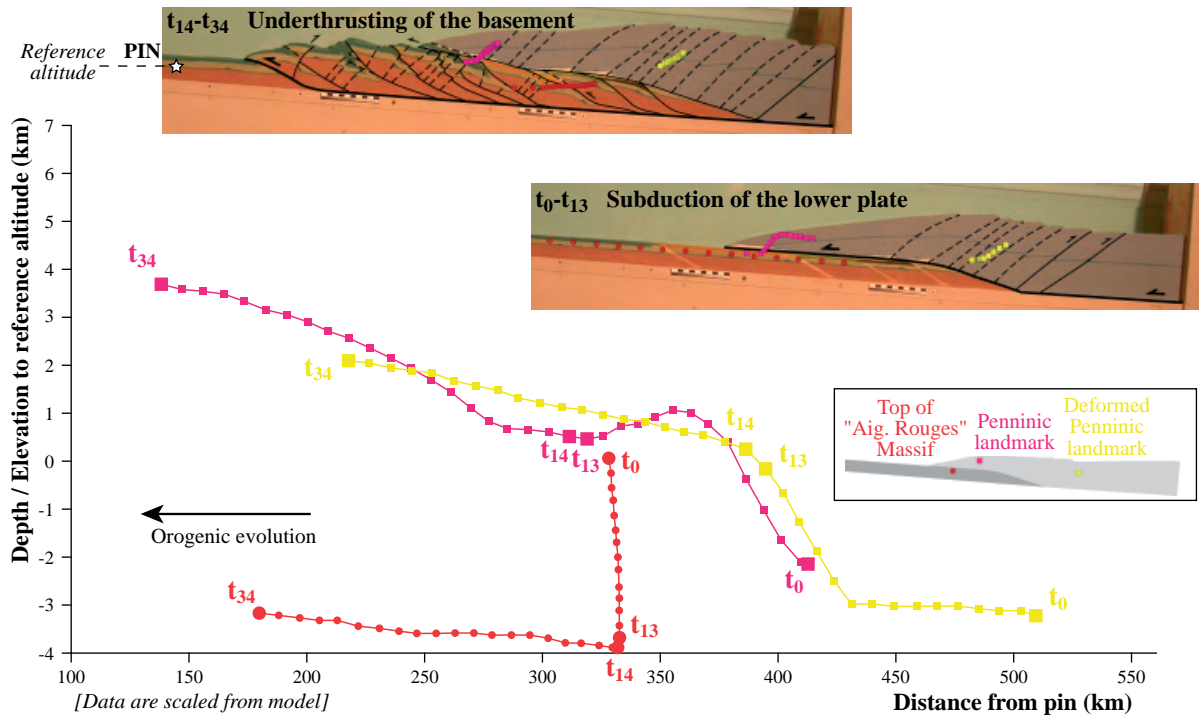 t14-t34 Underthrusting of the basement
Reference altitude
PIN
t0-t13 Subduction of the lower plate
Depth / Elevation to reference altitude (km)
7
6
5
4
3
2
1
0
-1
-2
-3
-4
t34
t34
t14
t13
t14
t13
t0
t0
t0
t34
t13
t14
Orogenic evolution
Top of "Aig. Rouges" Massif
Penninic landmark
Deformed Penninic landmark
100
150
200
250
300
350
400
450
500
550
[Data are scaled from model]
Distance from pin (km)